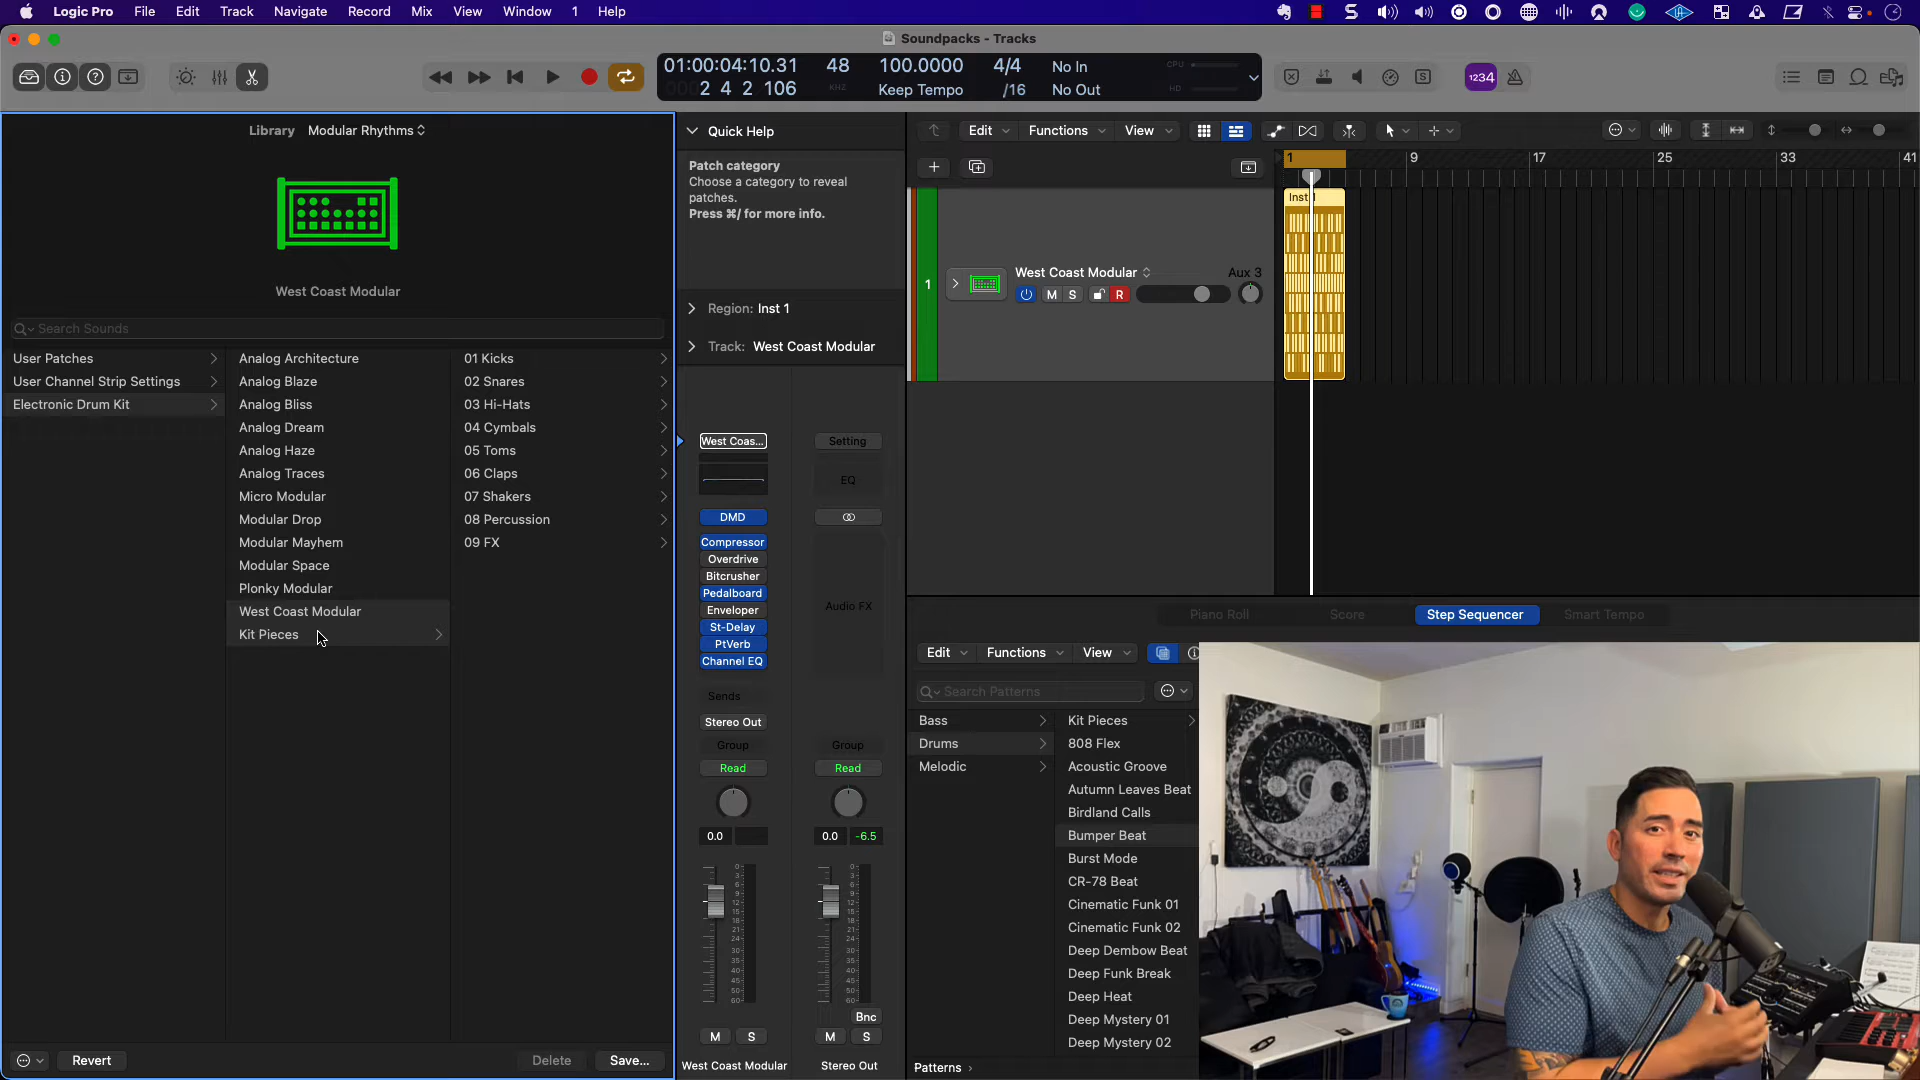 Logic Pro File Edit Track Navigate Record Mix View Window 1 Help
Soundpacks - Tracks
01:00:04:10.31 48 100.0000 4/4 No In CPU
2 4 2 106 KHZ Keep Tempo /16 No Out HD
1234
Library Modular Rhythms
West Coast Modular
Search Sounds
User Patches
User Channel Strip Settings
Electronic Drum Kit
Analog Architecture
Analog Blaze
Analog Bliss
Analog Dream
Analog Haze
Analog Traces
Micro Modular
Modular Drop
Modular Mayhem
Modular Space
Plonky Modular
West Coast Modular
Kit Pieces
01 Kicks
02 Snares
03 Hi-Hats
04 Cymbals
05 Toms
06 Claps
07 Shakers
08 Percussion
09 FX
Revert
Delete
Save...
Quick Help
Patch category
Choose a category to reveal
patches.
Press ⌘/ for more info.
Region: Inst 1
Track: West Coast Modular
West Coas...
DMD
Compressor
Overdrive
Bitcrusher
Pedalboard
Enveloper
St-Delay
PtVerb
Channel EQ
Sends
Stereo Out
Group
Read
0.0
M S
West Coast Modular
Setting
EQ
Audio FX
Group
Read
0.0 -6.5
Bnc
M S
Stereo Out
Edit Functions View
1 9 17 25 33 41
1 West Coast Modular Aux 3
M S R
Inst 1
Piano Roll Score Step Sequencer Smart Tempo
Edit Functions View
Search Patterns
Bass
Drums
Melodic
Kit Pieces
808 Flex
Acoustic Groove
Autumn Leaves Beat
Birdland Calls
Bumper Beat
Burst Mode
CR-78 Beat
Cinematic Funk 01
Cinematic Funk 02
Deep Dembow Beat
Deep Funk Break
Deep Heat
Deep Mystery 01
Deep Mystery 02
Patterns